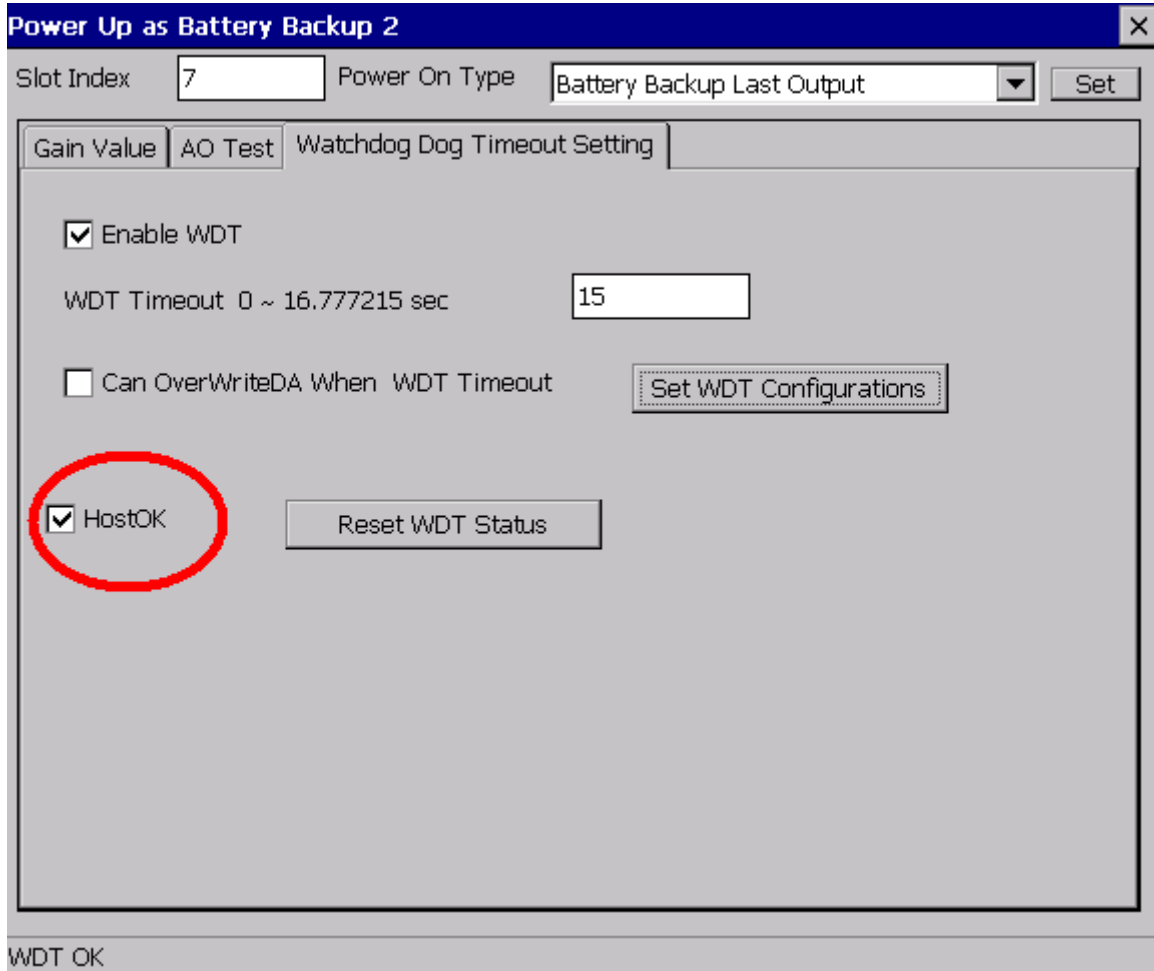 Power Up as Battery Backup 2
Slot Index 7 Power On Type Battery Backup Last Output Set
Gain Value AO Test Watchdog Dog Timeout Setting
Enable WDT
WDT Timeout 0 ~ 16.777215 sec 15
Can OverWriteDA When WDT Timeout Set WDT Configurations
HostOK Reset WDT Status
WDT OK